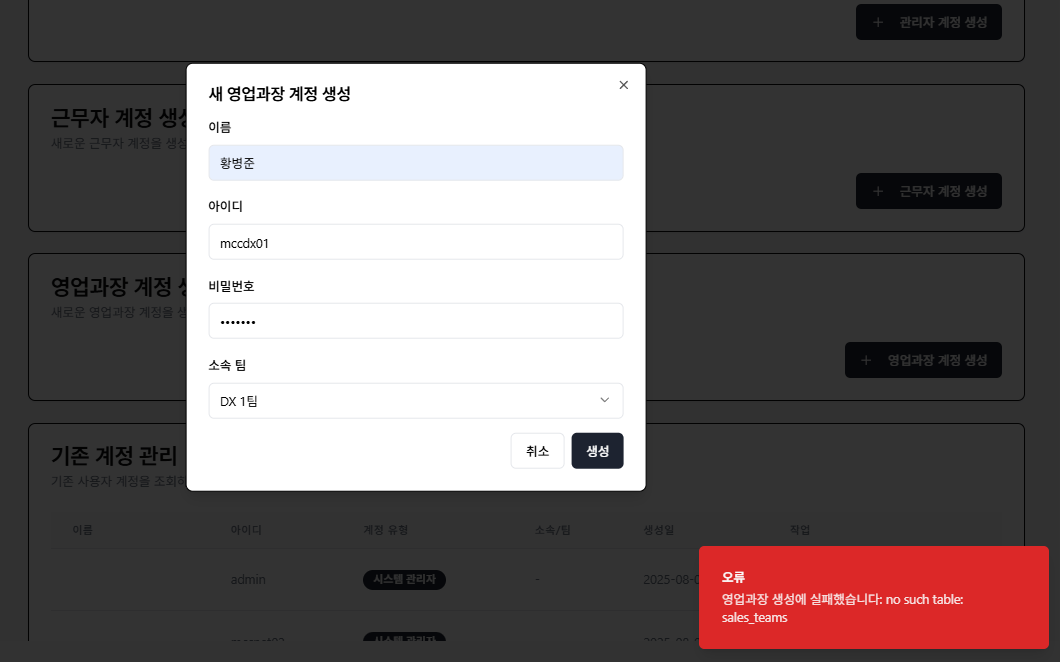 + 관리자 계정 생성
새 영업과장 계정 생성
근무자 계정 생성
이름
새로운 근무자 계정을 생성
황병준
+ 근무자 계정 생성
아이디
mccdx01
영업과장 계정
비밀번호
새로운 영업과장 계정을
•••••••
+ 영업과장 계정 생성
소속 팀
DX 1팀
취소
생성
기존 계정 관리
기존 사용자 계정을 조회
이름 아이디 계정 유형 소속/팀 생성일 작업
admin 시스템 관리자 - 2025-08-0
시스템 관리자
오류
영업과장 생성에 실패했습니다: no such table:
sales_teams